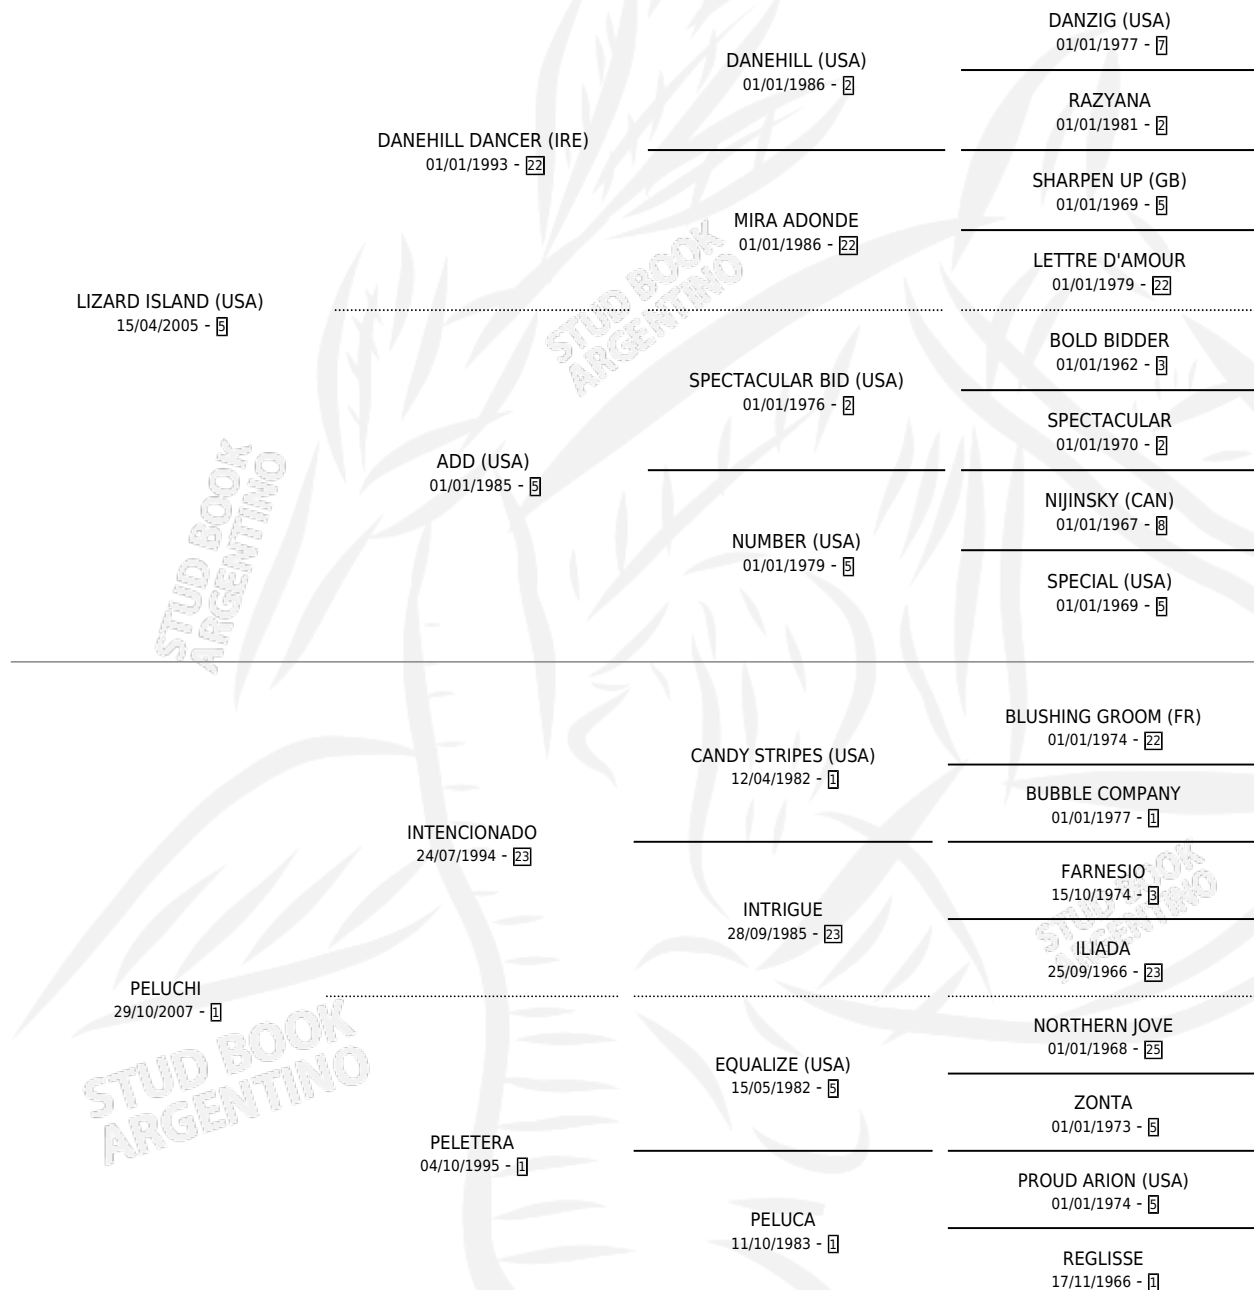 DANZIG (USA)
01/01/1977 - 7
DANEHILL (USA)
01/01/1986 - 2
RAZYANA
01/01/1981 - 2
DANEHILL DANCER (IRE)
01/01/1993 - 22
SHARPEN UP (GB)
01/01/1969 - 5
MIRA ADONDE
01/01/1986 - 22
LETTRE D'AMOUR
01/01/1979 - 22
LIZARD ISLAND (USA)
15/04/2005 - 5
BOLD BIDDER
01/01/1962 - 3
SPECTACULAR BID (USA)
01/01/1976 - 2
SPECTACULAR
01/01/1970 - 2
ADD (USA)
01/01/1985 - 5
NIJINSKY (CAN)
01/01/1967 - 8
NUMBER (USA)
01/01/1979 - 5
SPECIAL (USA)
01/01/1969 - 5
BLUSHING GROOM (FR)
01/01/1974 - 22
CANDY STRIPES (USA)
12/04/1982 - 1
BUBBLE COMPANY
01/01/1977 - 1
INTENCIONADO
24/07/1994 - 23
FARNESIO
15/10/1974 - 3
INTRIGUE
28/09/1985 - 23
ILIADA
25/09/1966 - 23
PELUCHI
29/10/2007 - 1
NORTHERN JOVE
01/01/1968 - 25
EQUALIZE (USA)
15/05/1982 - 5
ZONTA
01/01/1973 - 5
PELETERA
04/10/1995 - 1
PROUD ARION (USA)
01/01/1974 - 5
PELUCA
11/10/1983 - 1
REGLISSE
17/11/1966 - 1
STUD BOOK
ARGENTINO
STUD BOOK
ARGENTINO
STUD BOOK
ARGENTINO
STUD BOOK
ARGENTINO